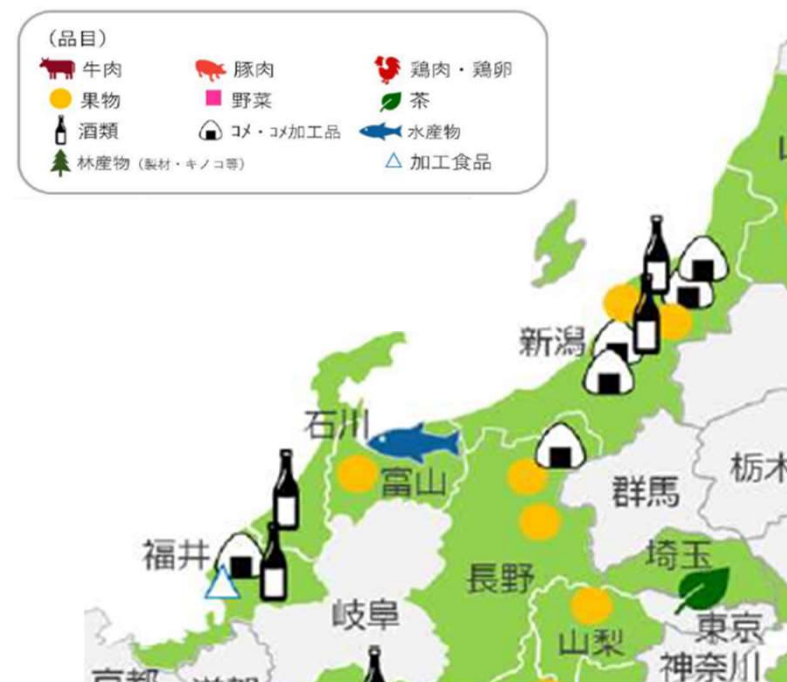 （品目）
牛肉 豚肉 鶏肉・鶏卵
果物 野菜 茶
酒類 ｺﾒ・ｺﾒ加工品 水産物
林産物（製材・キノコ等） 加工食品
新潟
石川
富山
栃木
群馬
福井
埼玉
長野
岐阜
東京
山梨
神奈川
京都
滋賀